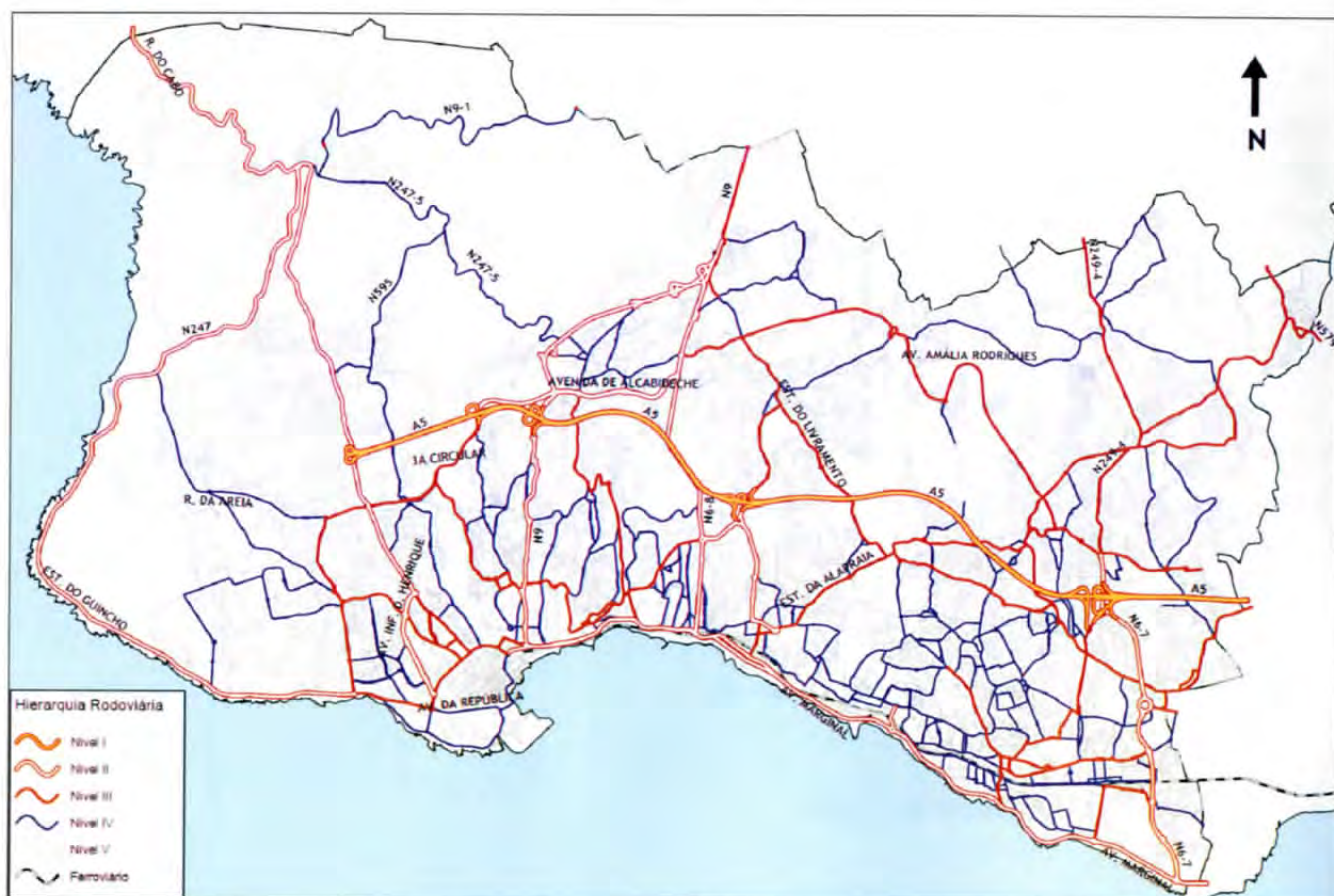 R. DO CABO
N9-1
N
N247-5
N9
N247-5
N249-4
N595
N247
AV. AMÁLIA RODRIGUES
AVENIDA DE ALCABIDECHE
EST. DO LIVRAMENTO
A5
A5
3A CIRCULAR
N249-4
R. DA AREIA
N6-8
A5
N9
EST. DA ALAPRAIA
EST. DO GUINCHO
INF. D. HENRIQUE
A5
N6-7
AV. DA REPÚBLICA
AV. MARGINAL
Hierarquia Rodoviária
Nível I
Nível II
Nível III
Nível IV
Nível V
Ferroviário
AV. MARGINAL
N6-7